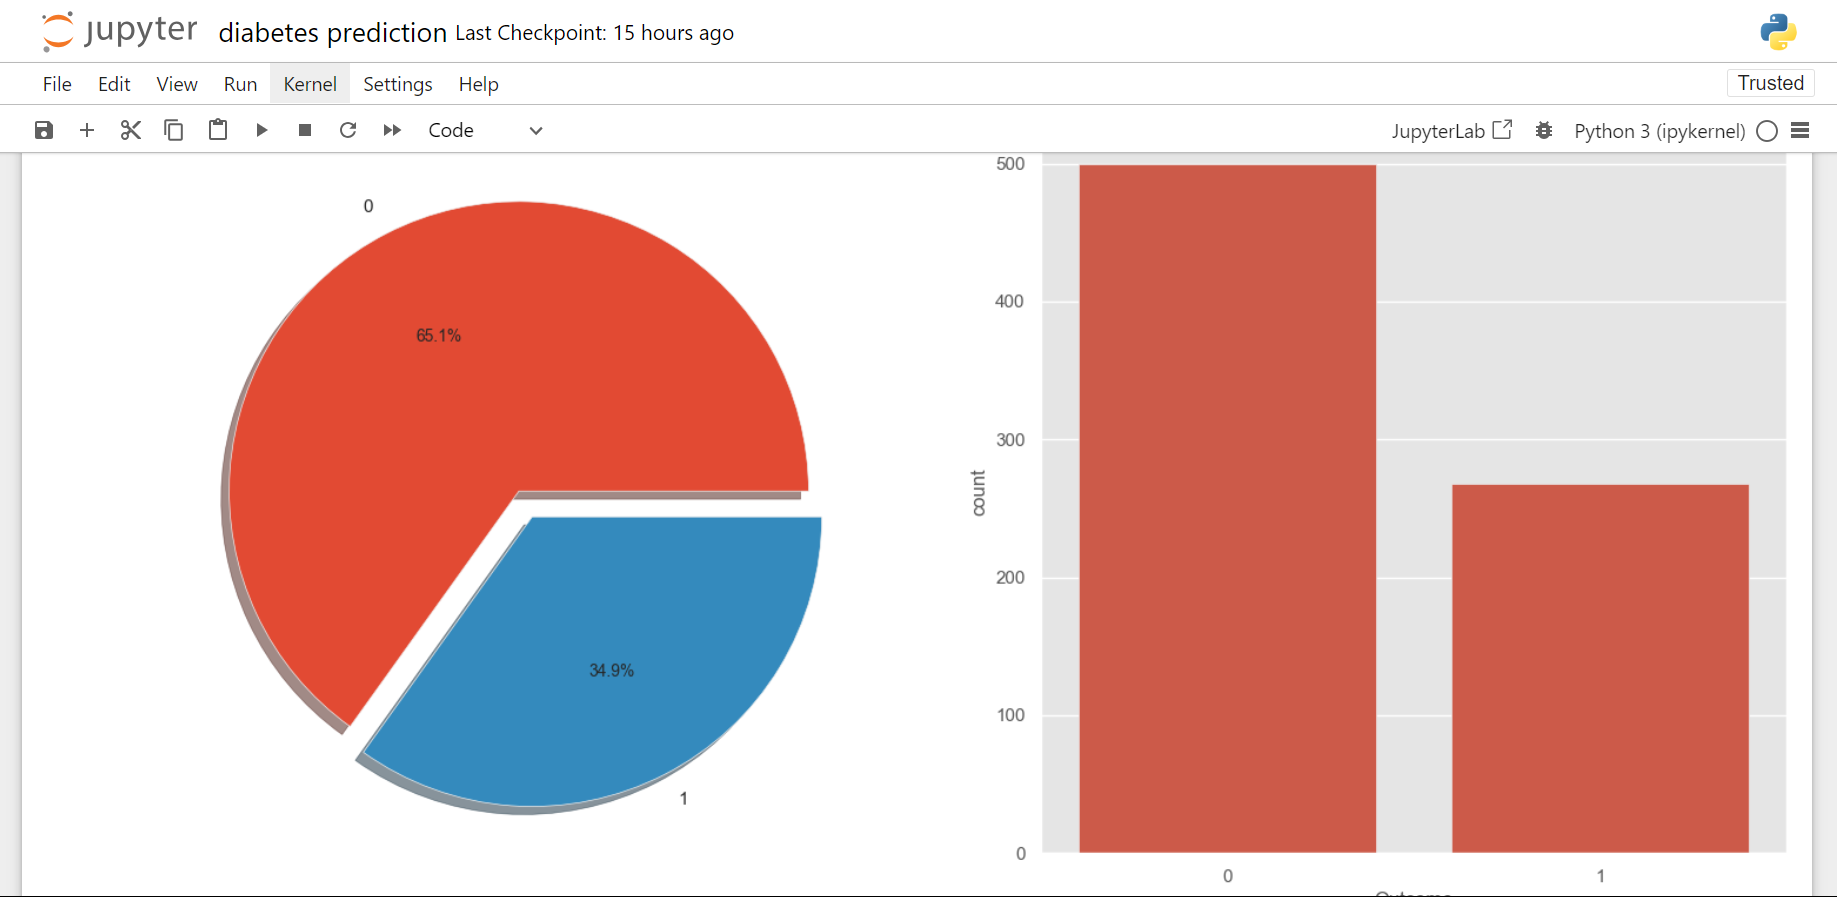 jupyter diabetes prediction Last Checkpoint: 15 hours ago
File Edit View Run Kernel Settings Help Trusted
Code JupyterLab Python 3 (ipykernel)
0
65.1%
34.9%
1
500
400
300
200
100
0
count
0 1
Outcome